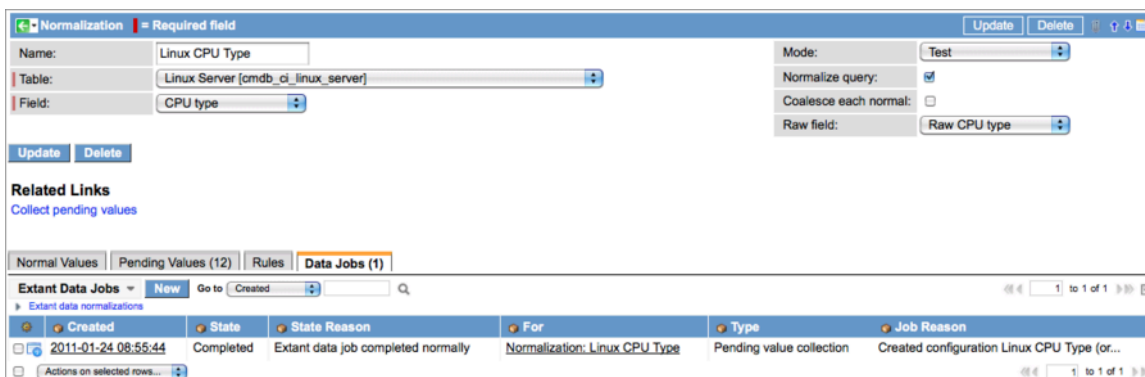 Normalization = Required field Update Delete
Name: Linux CPU Type Mode: Test
Table: Linux Server [cmdb_ci_linux_server] Normalize query:
Field: CPU type Coalesce each normal:
Raw field: Raw CPU type
Update Delete
Related Links
Collect pending values
Normal Values Pending Values (12) Rules Data Jobs (1)
Extant Data Jobs New Go to Created 1 to 1 of 1
Extant data normalizations
Created State State Reason For Type Job Reason
2011-01-24 08:55:44 Completed Extant data job completed normally Normalization: Linux CPU Type Pending value collection Created configuration Linux CPU Type (or...
Actions on selected rows... 1 to 1 of 1